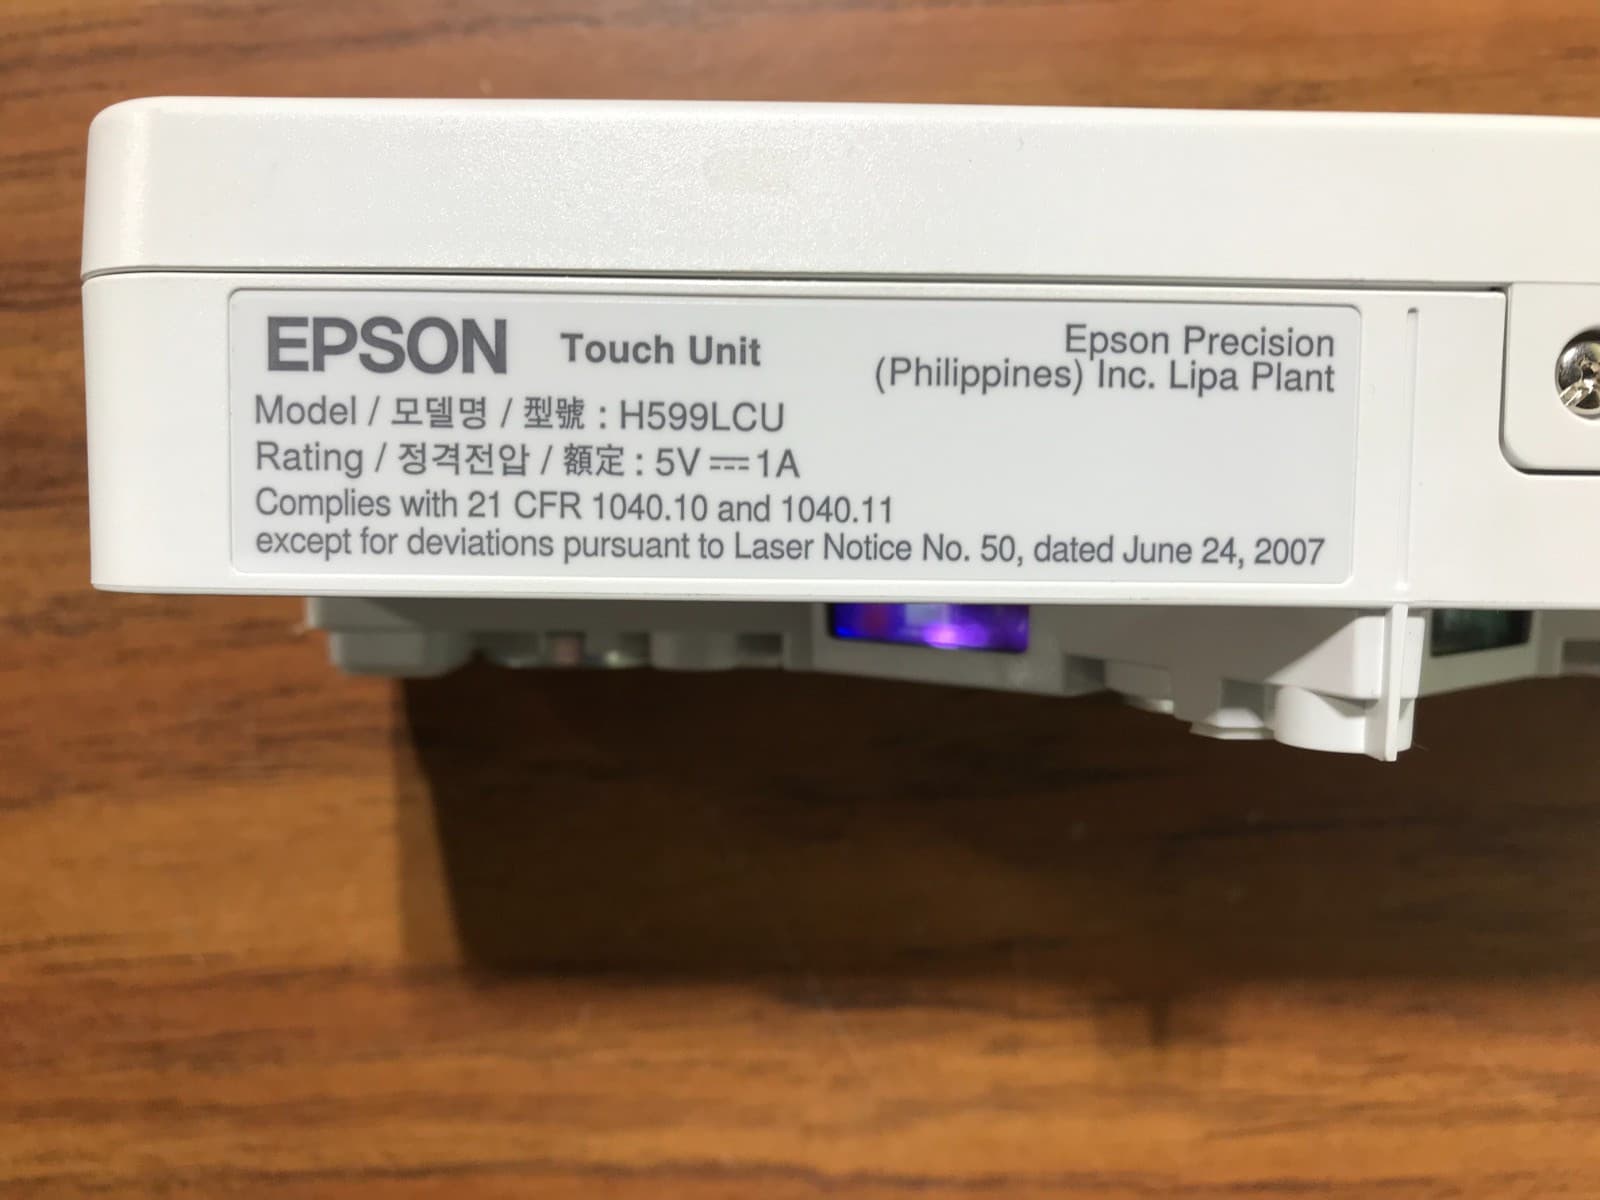 EPSON Touch Unit
Epson Precision
(Philippines) Inc. Lipa Plant
Model / 모델명 / 型號 : H599LCU
Rating / 정격전압 / 額定 : 5V ⎓ 1A
Complies with 21 CFR 1040.10 and 1040.11
except for deviations pursuant to Laser Notice No. 50, dated June 24, 2007